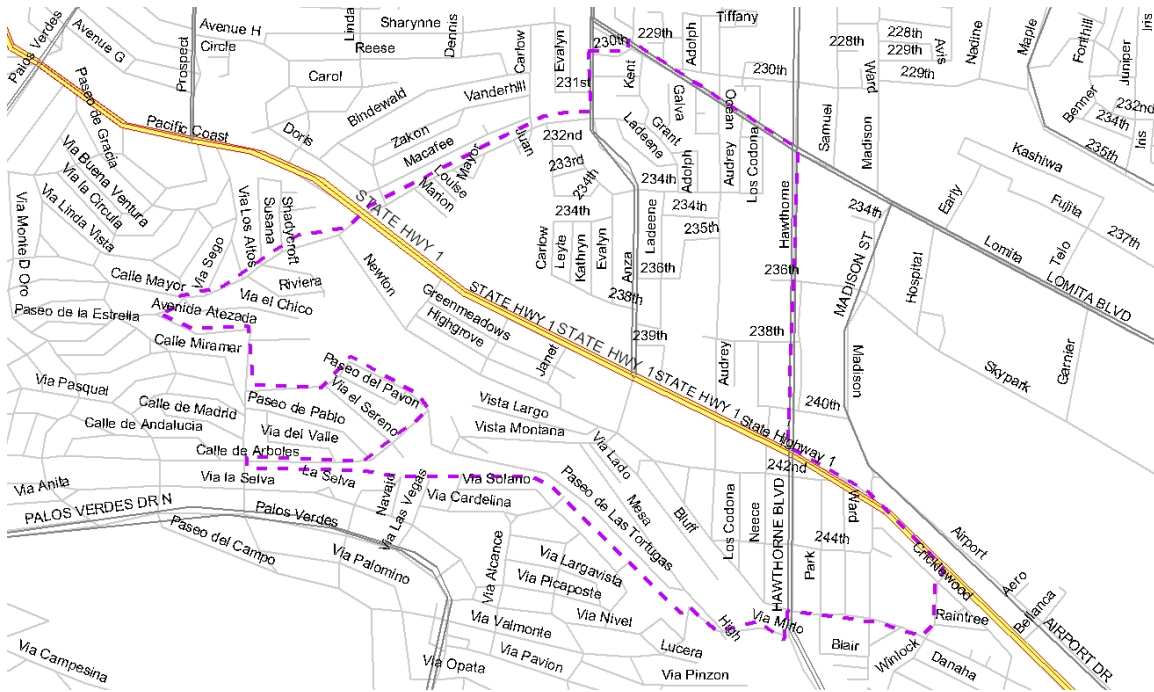 Palos Verdes
Avenue G
Prospect
Avenue H
Circle
Linda
Sharynne
Reese
Dennis
Carol
Carlow
Evalyn
231st
230th
229th
Kent
Adolph
Tiffany
228th
Maple
228th
229th
Avis
229th
Nadine
Fonthill
Juniper
Iris
Paseo de Gracia
Pacific Coast
Doris
Bindewald
Vanderhill
Zakon
Macafee
Juan
232nd
233rd
234th
234th
Galva
Grant
Ladeene
Ocean
230th
Samuel
Ward
Madison
Benner
232nd
234th
235th
Iris
Kashiwa
Via Buena Ventura
Via la Circula
Via Linda Vista
Via Monte D Oro
Via Sego
Via Los Altos
Susana
Shadycroft
Louise
Mayor
Marion
STATE HWY 1
234th
Adolph
Audrey
Los Codona
234th
235th
Hawthorne
234th
Early
Fujita
237th
Telo
Lomita
LOMITA BLVD
Calle Mayor
Riviera
Via el Chico
Newton
Carlow
Leyte
Kathryn
Evalyn
Anza
Ladeene
236th
238th
236th
MADISON ST
Hospital
Avenida Atezada
Paseo de la Estrella
Calle Miramar
Greenmeadows
Highgrove
STATE HWY 1
STATE HWY 1
239th
Audrey
238th
Madison
Skypark
Garnier
Janet
Paseo del Pavon
Via el Sereno
Via Pasqual
Calle de Madrid
Calle de Andalucia
Paseo de Pablo
Via del Valle
Calle de Arboles
Vista Largo
Vista Montana
STATE HWY 1
State Highway 1
240th
242nd
Via Anita
Via la Selva
La Selva
Navajo
Via Las Vegas
Via Solano
Via Cardelina
Via Lado
Mesa
Bluff
Paseo de Las Tortugas
Los Codona
Neece
HAWTHORNE BLVD
Ward
244th
Park
PALOS VERDES DR N
Palos Verdes
Paseo del Campo
Via Palomino
Via Alcance
Via Largavista
Via Picaposte
Via Nivel
Via Valmonte
Via Pavion
Via Opata
Lucera
Via Pinzon
High
Via Mino
Blair
Winlock
Danaha
Raintree
Cricklewood
Airport
Aero
Bellanca
AIRPORT DR
Via Campesina